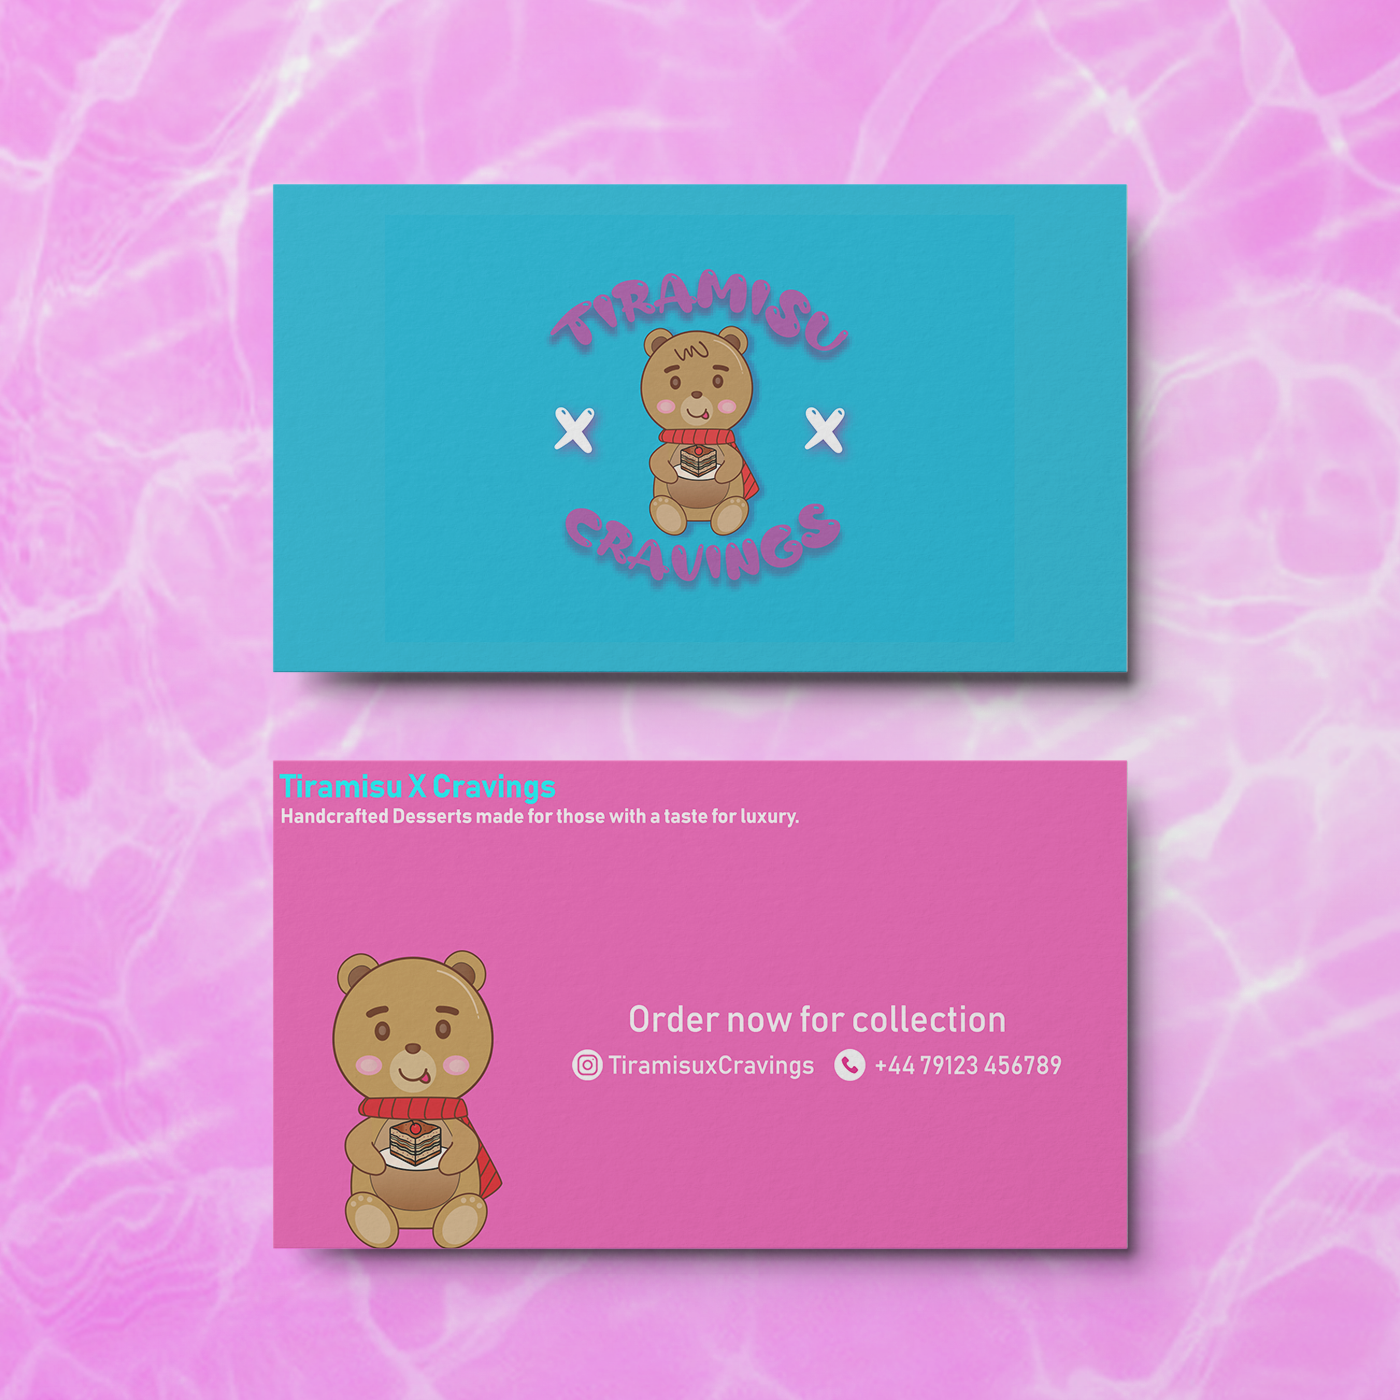 TIRAMISU
X X
CRAVINGS
Tiramisu X Cravings
Handcrafted Desserts made for those with a taste for luxury.
Order now for collection
TiramisuxCravings +44 79123 456789